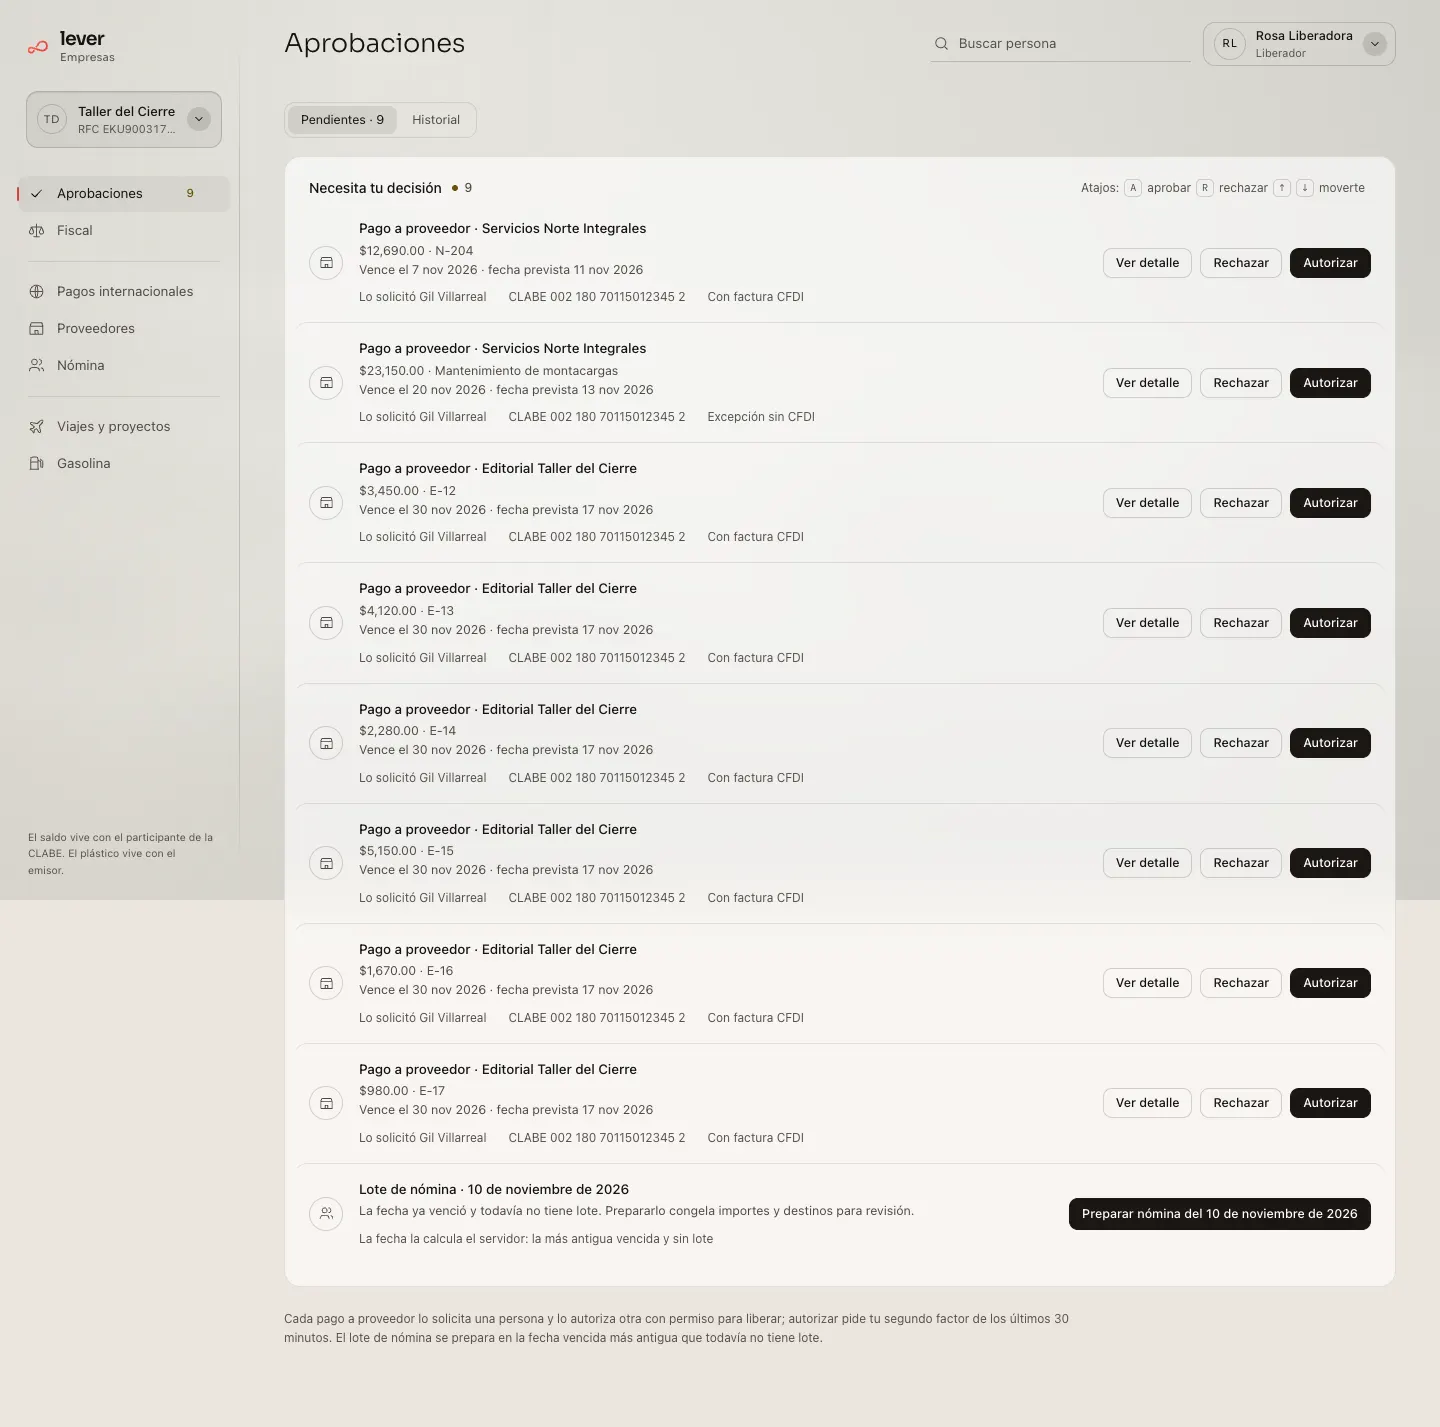 lever
Empresas
TD
Taller del Cierre
RFC EKU900317...
Aprobaciones 9
Fiscal
Pagos internacionales
Proveedores
Nómina
Viajes y proyectos
Gasolina
El saldo vive con el participante de la
CLABE. El plástico vive con el
emisor.
Aprobaciones
Buscar persona
RL
Rosa Liberadora
Liberador
Pendientes · 9 Historial
Necesita tu decisión 9
Atajos: A aprobar R rechazar ↑ ↓ moverte
Pago a proveedor · Servicios Norte Integrales
$12,690.00 · N-204
Vence el 7 nov 2026 · fecha prevista 11 nov 2026
Lo solicitó Gil Villarreal CLABE 002 180 70115012345 2 Con factura CFDI
Ver detalle Rechazar Autorizar
Pago a proveedor · Servicios Norte Integrales
$23,150.00 · Mantenimiento de montacargas
Vence el 20 nov 2026 · fecha prevista 13 nov 2026
Lo solicitó Gil Villarreal CLABE 002 180 70115012345 2 Excepción sin CFDI
Ver detalle Rechazar Autorizar
Pago a proveedor · Editorial Taller del Cierre
$3,450.00 · E-12
Vence el 30 nov 2026 · fecha prevista 17 nov 2026
Lo solicitó Gil Villarreal CLABE 002 180 70115012345 2 Con factura CFDI
Ver detalle Rechazar Autorizar
Pago a proveedor · Editorial Taller del Cierre
$4,120.00 · E-13
Vence el 30 nov 2026 · fecha prevista 17 nov 2026
Lo solicitó Gil Villarreal CLABE 002 180 70115012345 2 Con factura CFDI
Ver detalle Rechazar Autorizar
Pago a proveedor · Editorial Taller del Cierre
$2,280.00 · E-14
Vence el 30 nov 2026 · fecha prevista 17 nov 2026
Lo solicitó Gil Villarreal CLABE 002 180 70115012345 2 Con factura CFDI
Ver detalle Rechazar Autorizar
Pago a proveedor · Editorial Taller del Cierre
$5,150.00 · E-15
Vence el 30 nov 2026 · fecha prevista 17 nov 2026
Lo solicitó Gil Villarreal CLABE 002 180 70115012345 2 Con factura CFDI
Ver detalle Rechazar Autorizar
Pago a proveedor · Editorial Taller del Cierre
$1,670.00 · E-16
Vence el 30 nov 2026 · fecha prevista 17 nov 2026
Lo solicitó Gil Villarreal CLABE 002 180 70115012345 2 Con factura CFDI
Ver detalle Rechazar Autorizar
Pago a proveedor · Editorial Taller del Cierre
$980.00 · E-17
Vence el 30 nov 2026 · fecha prevista 17 nov 2026
Lo solicitó Gil Villarreal CLABE 002 180 70115012345 2 Con factura CFDI
Ver detalle Rechazar Autorizar
Lote de nómina · 10 de noviembre de 2026
La fecha ya venció y todavía no tiene lote. Prepararlo congela importes y destinos para revisión.
La fecha la calcula el servidor: la más antigua vencida y sin lote
Preparar nómina del 10 de noviembre de 2026
Cada pago a proveedor lo solicita una persona y lo autoriza otra con permiso para liberar; autorizar pide tu segundo factor de los últimos 30
minutos. El lote de nómina se prepara en la fecha vencida más antigua que todavía no tiene lote.